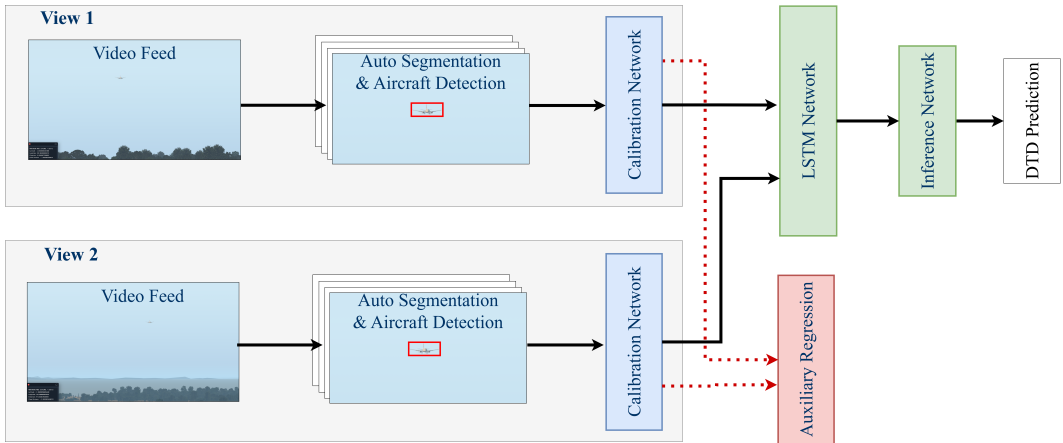 View 1
Video Feed
Auto Segmentation
& Aircraft Detection
Calibration Network
LSTM Network
Inference Network
DTD Prediction
View 2
Video Feed
Auto Segmentation
& Aircraft Detection
Calibration Network
Auxiliary Regression